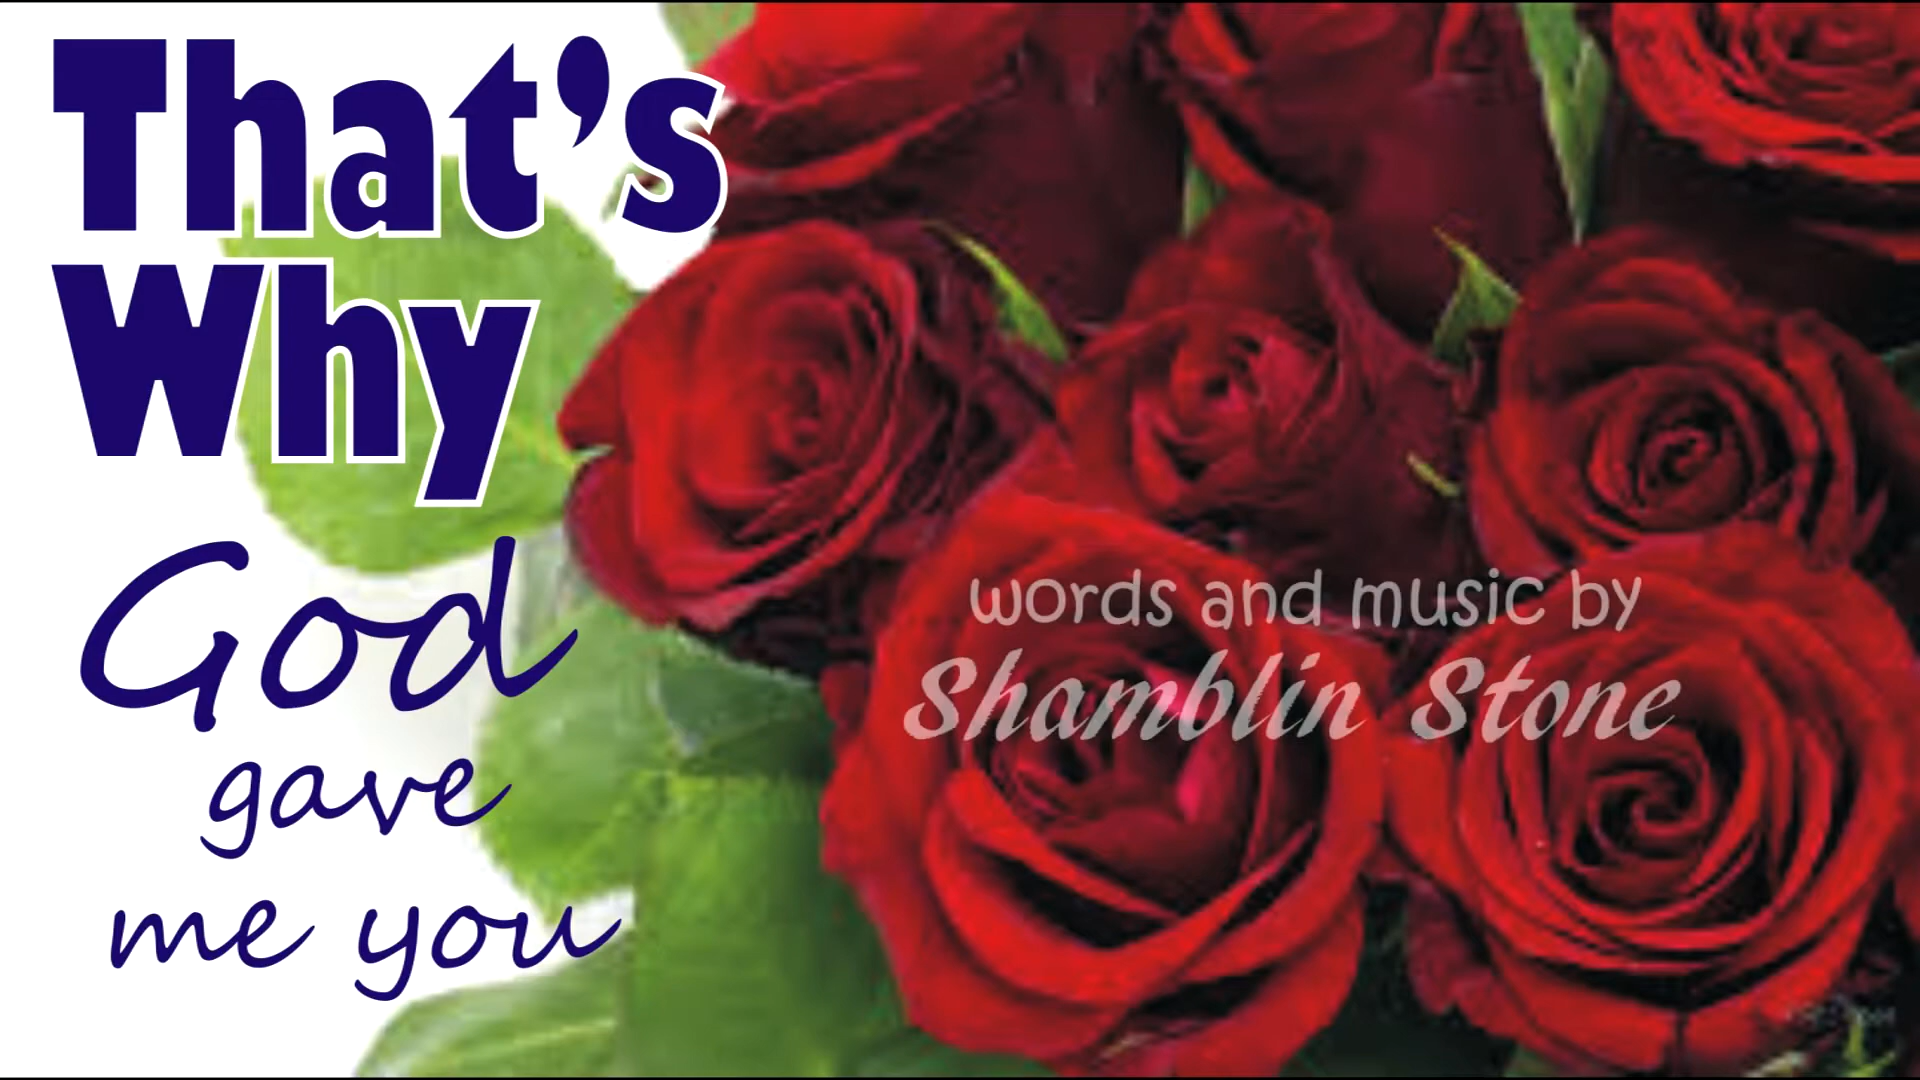 That's
Why
God
gave
me you
words and music by
Shamblin Stone